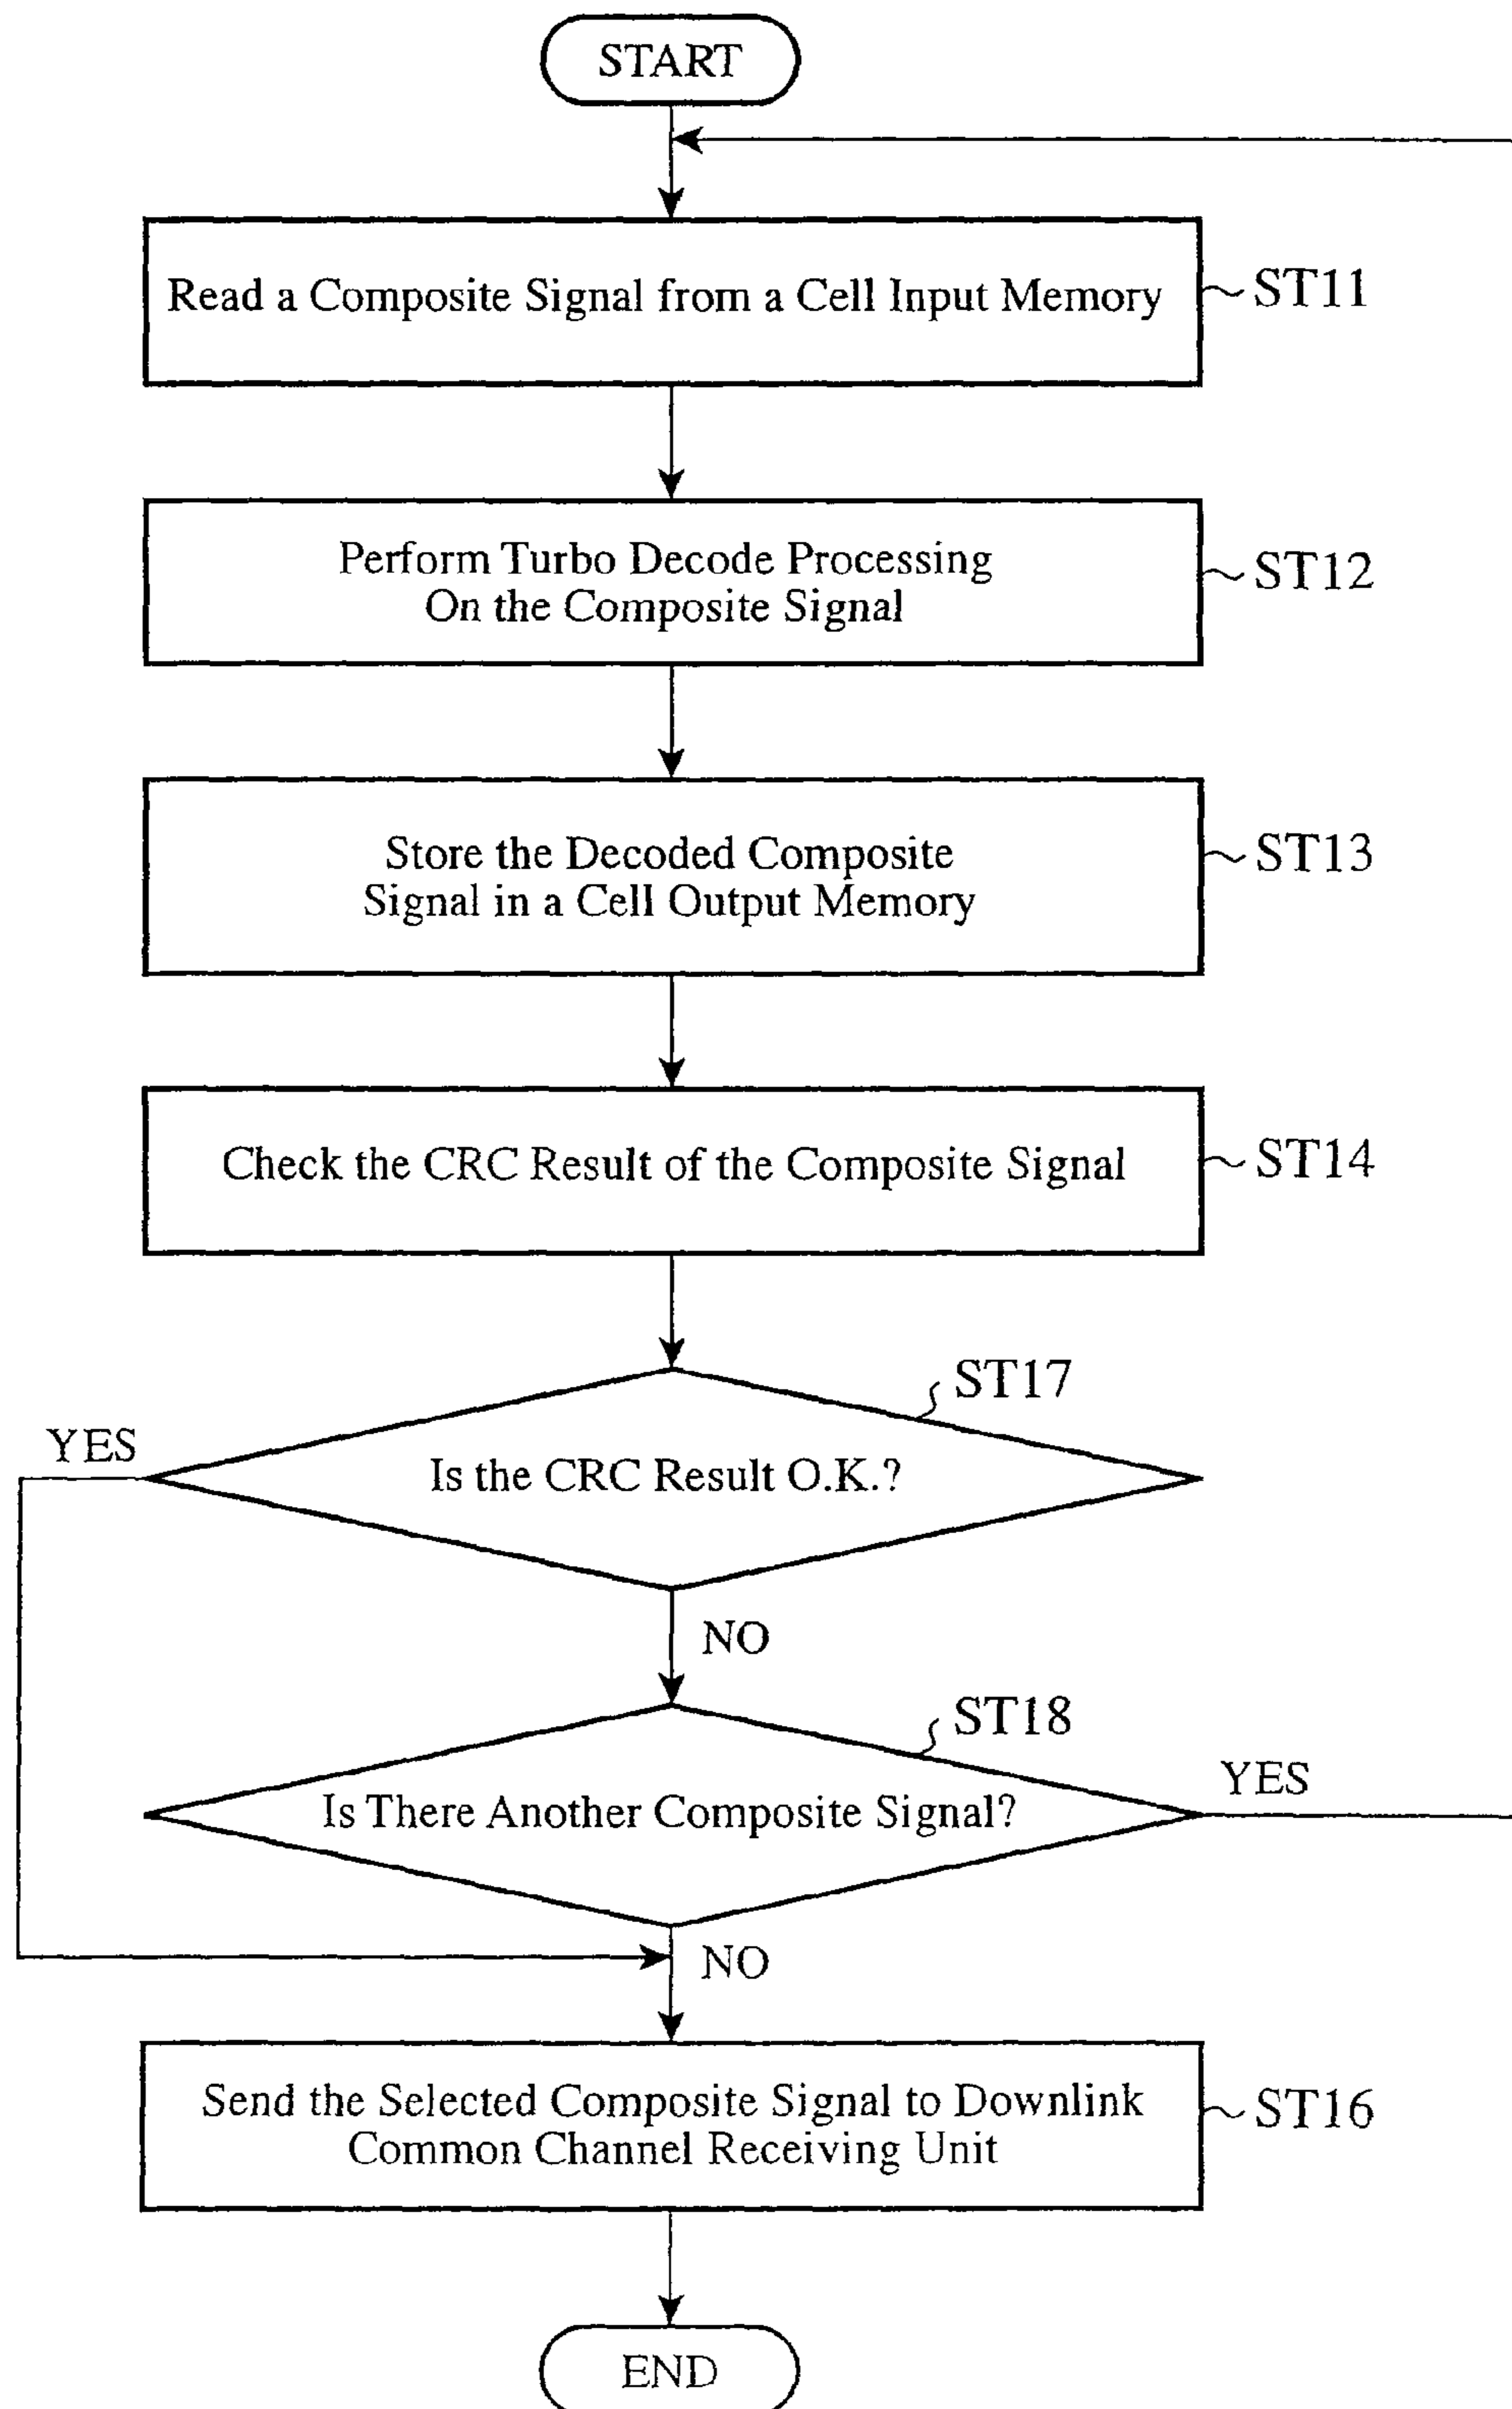 START
Read a Composite Signal from a Cell Input Memory
ST11
Perform Turbo Decode Processing
On the Composite Signal
ST12
Store the Decoded Composite
Signal in a Cell Output Memory
ST13
Check the CRC Result of the Composite Signal
ST14
ST17
YES
Is the CRC Result O.K.?
NO
ST18
YES
Is There Another Composite Signal?
NO
Send the Selected Composite Signal to Downlink
Common Channel Receiving Unit
ST16
END